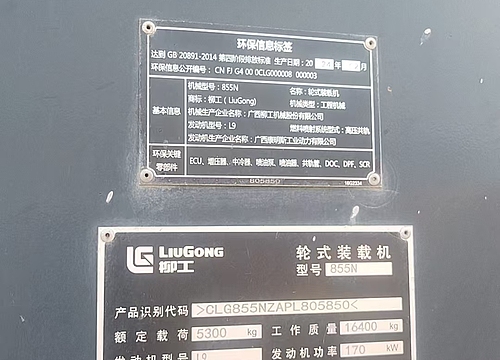 环保信息标签
达到 GB 20891-2014 第四阶段排放标准 生产日期:20 24 年 月
环保信息公开编号: CN FJ G4 00 0CLG000008 000003
基本信息
机械型号:855N 名称:轮式装载机
商标:柳工 (LiuGong) 机械类型:工程机械
机械生产企业名称:广西柳工机械股份有限公司
发动机型号:L9 燃料喷射系统型式:高压共轨
发动机生产企业名称:广西康明斯工业动力有限公司
环保关键零部件
ECU、增压器、中冷器、喷油泵、喷油器、共轨管、DOC、DPF、SCR
805850
LIUGONG
柳工
轮式装载机
型号 855N
产品识别代码 >CLG855NZAPL805850<
额定载荷 5300 kg 工作质量 16400 kg
发动机型号 L9 发动机功率 170 kW